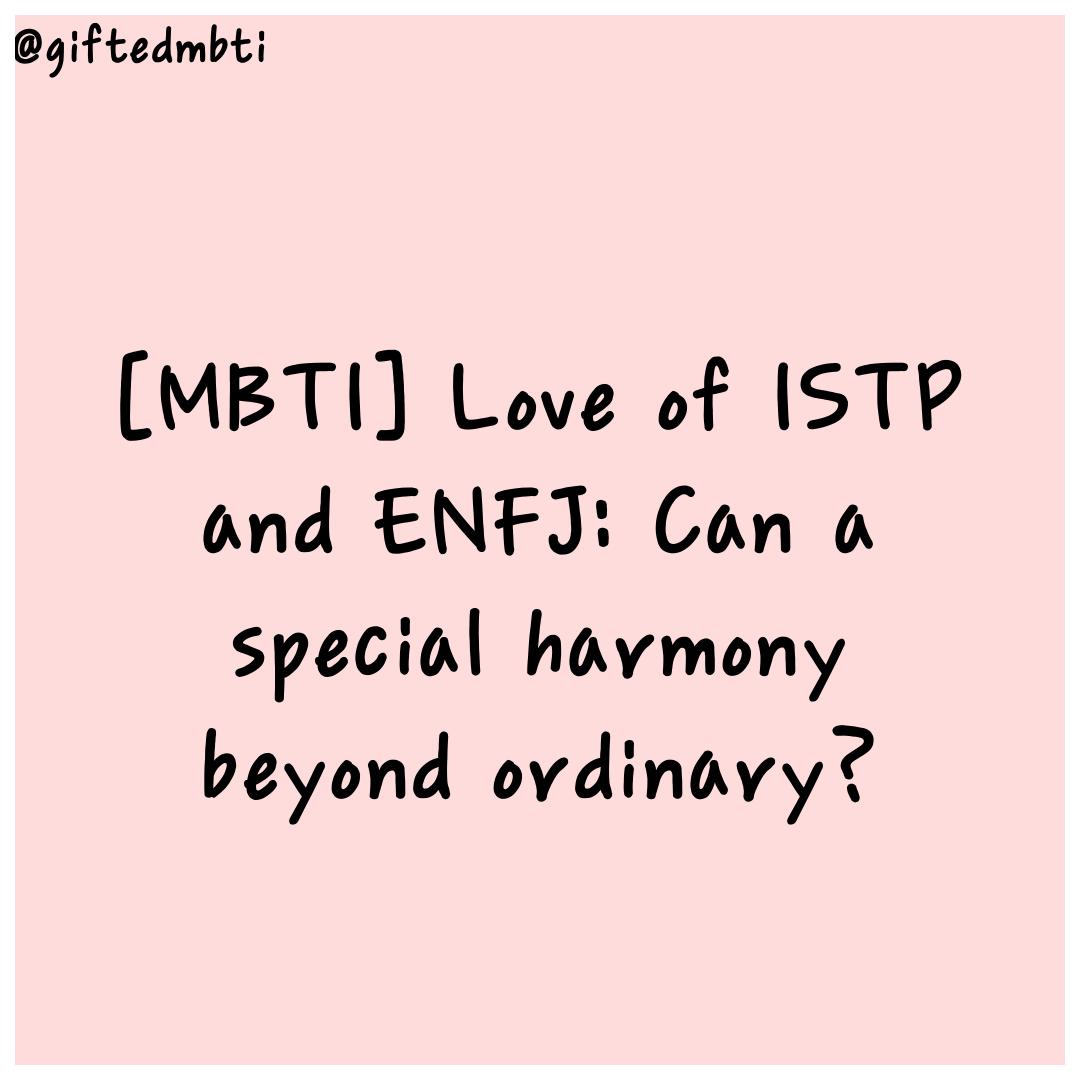 @giftedmbti
[MBTI] Love of ISTP
and ENFJ: Can a
special harmony
beyond ordinary?